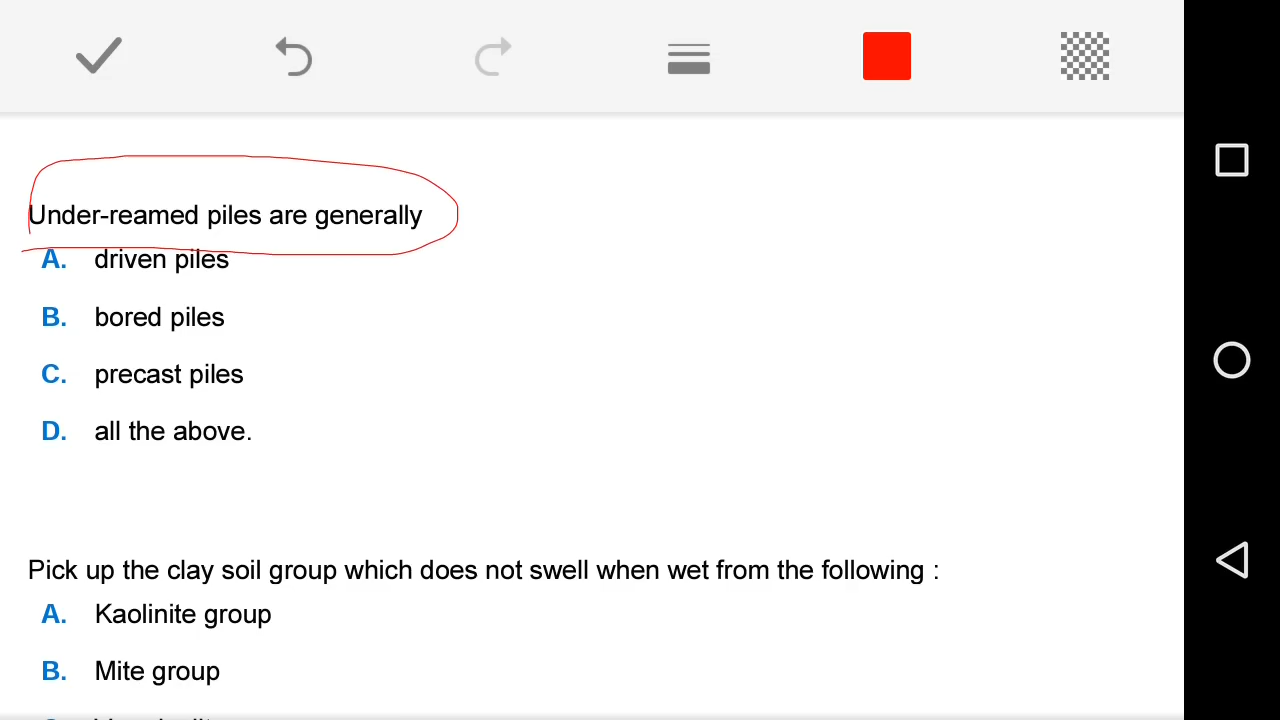 Under-reamed piles are generally
A. driven piles
B. bored piles
C. precast piles
D. all the above.
Pick up the clay soil group which does not swell when wet from the following :
A. Kaolinite group
B. Mite group